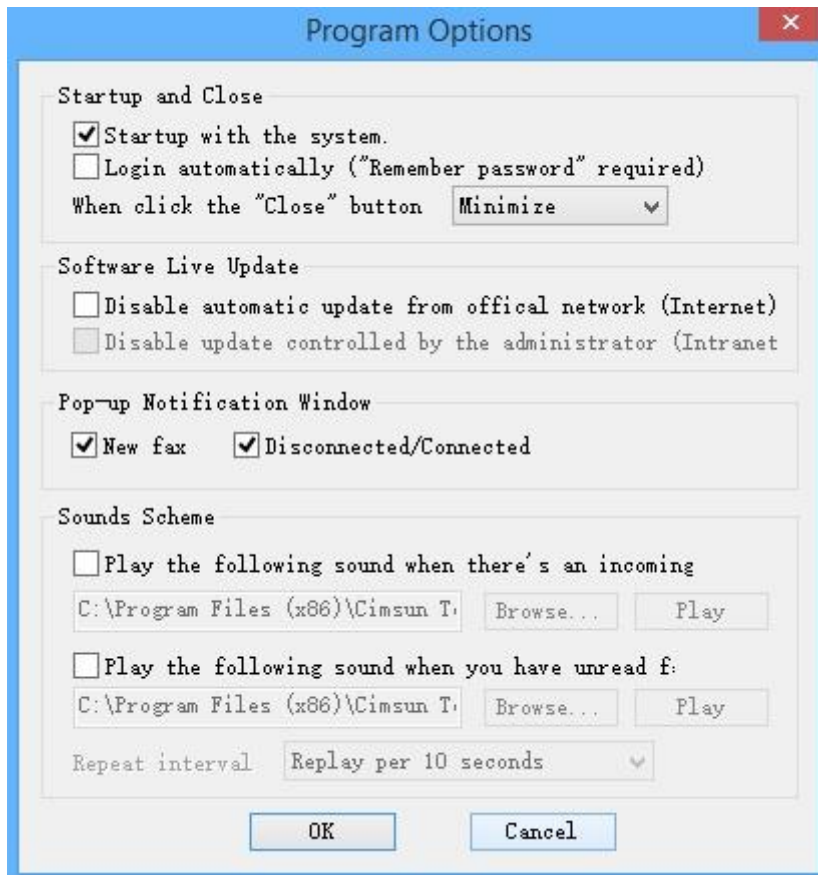 Program Options
Startup and Close
Startup with the system.
Login automatically ("Remember password" required)
When click the "Close" button Minimize
Software Live Update
Disable automatic update from offical network (Internet)
Disable update controlled by the administrator (Intranet
Pop-up Notification Window
New fax Disconnected/Connected
Sounds Scheme
Play the following sound when there's an incoming
C:\Program Files (x86)\Cimsun T Browse... Play
Play the following sound when you have unread f
C:\Program Files (x86)\Cimsun T Browse... Play
Repeat interval Replay per 10 seconds
OK Cancel